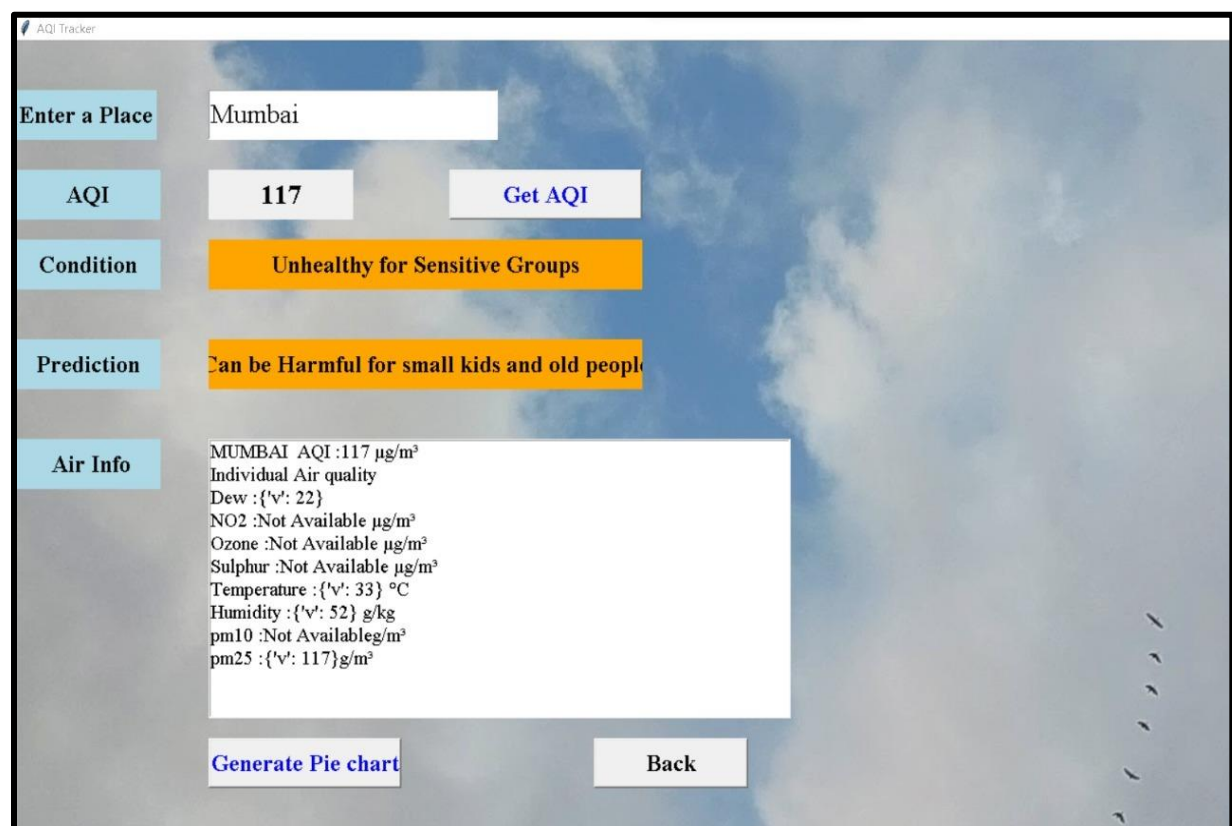 AQI Tracker
Enter a Place
Mumbai
AQI
117
Get AQI
Condition
Unhealthy for Sensitive Groups
Prediction
Can be Harmful for small kids and old people
Air Info
MUMBAI AQI :117 µg/m³
Individual Air quality
Dew :{'v': 22}
NO2 :Not Available µg/m³
Ozone :Not Available µg/m³
Sulphur :Not Available µg/m³
Temperature :{'v': 33} °C
Humidity :{'v': 52} g/kg
pm10 :Not Availableg/m³
pm25 :{'v': 117}g/m³
Generate Pie chart
Back